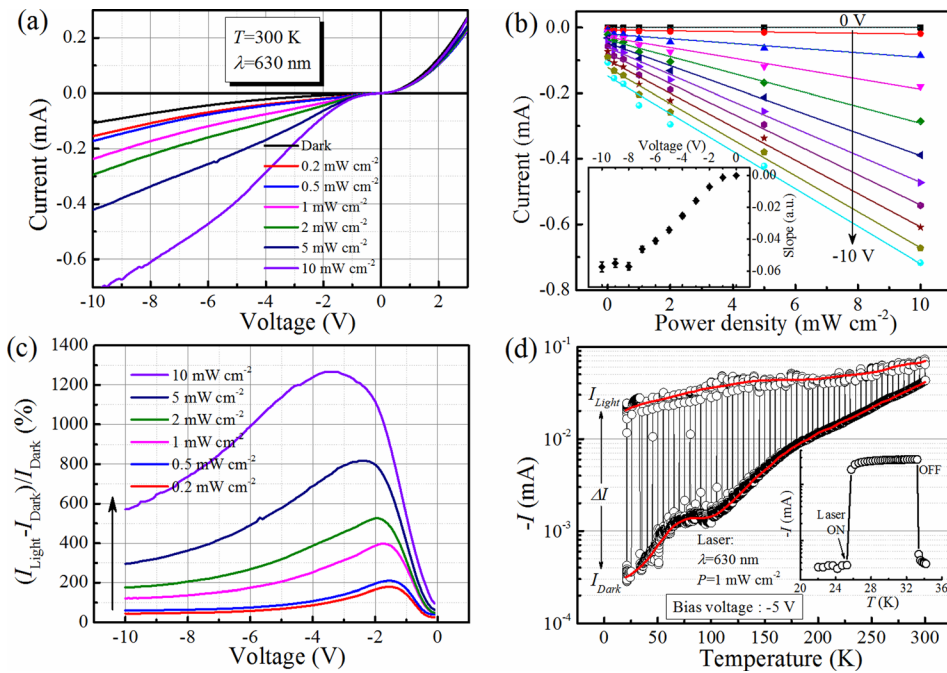 (a)
T=300 K
λ=630 nm
Dark
0.2 mW cm-2
0.5 mW cm-2
1 mW cm-2
2 mW cm-2
5 mW cm-2
10 mW cm-2
0.2
0.0
-0.2
-0.4
-0.6
Current (mA)
-10 -8 -6 -4 -2 0 2
Voltage (V)
(b)
0 V
-10 V
0.0
-0.2
-0.4
-0.6
-0.8
Current (mA)
Voltage (V)
-10 -8 -6 -4 -2 0
0.00
-0.02
-0.04
-0.06
Slope (a.u.)
0 2 4 6 8 10
Power density (mW cm-2)
(c)
10 mW cm-2
5 mW cm-2
2 mW cm-2
1 mW cm-2
0.5 mW cm-2
0.2 mW cm-2
1400
1200
1000
800
600
400
200
0
(ILight-IDark)/IDark (%)
-10 -8 -6 -4 -2 0
Voltage (V)
(d)
10-1
10-2
10-3
10-4
-I (mA)
ILight
ΔI
IDark
Laser:
λ=630 nm
P=1 mW cm-2
Bias voltage : -5 V
OFF
Laser
ON
-I (mA)
20 24 28 32 36
T (K)
0 50 100 150 200 250 300
Temperature (K)